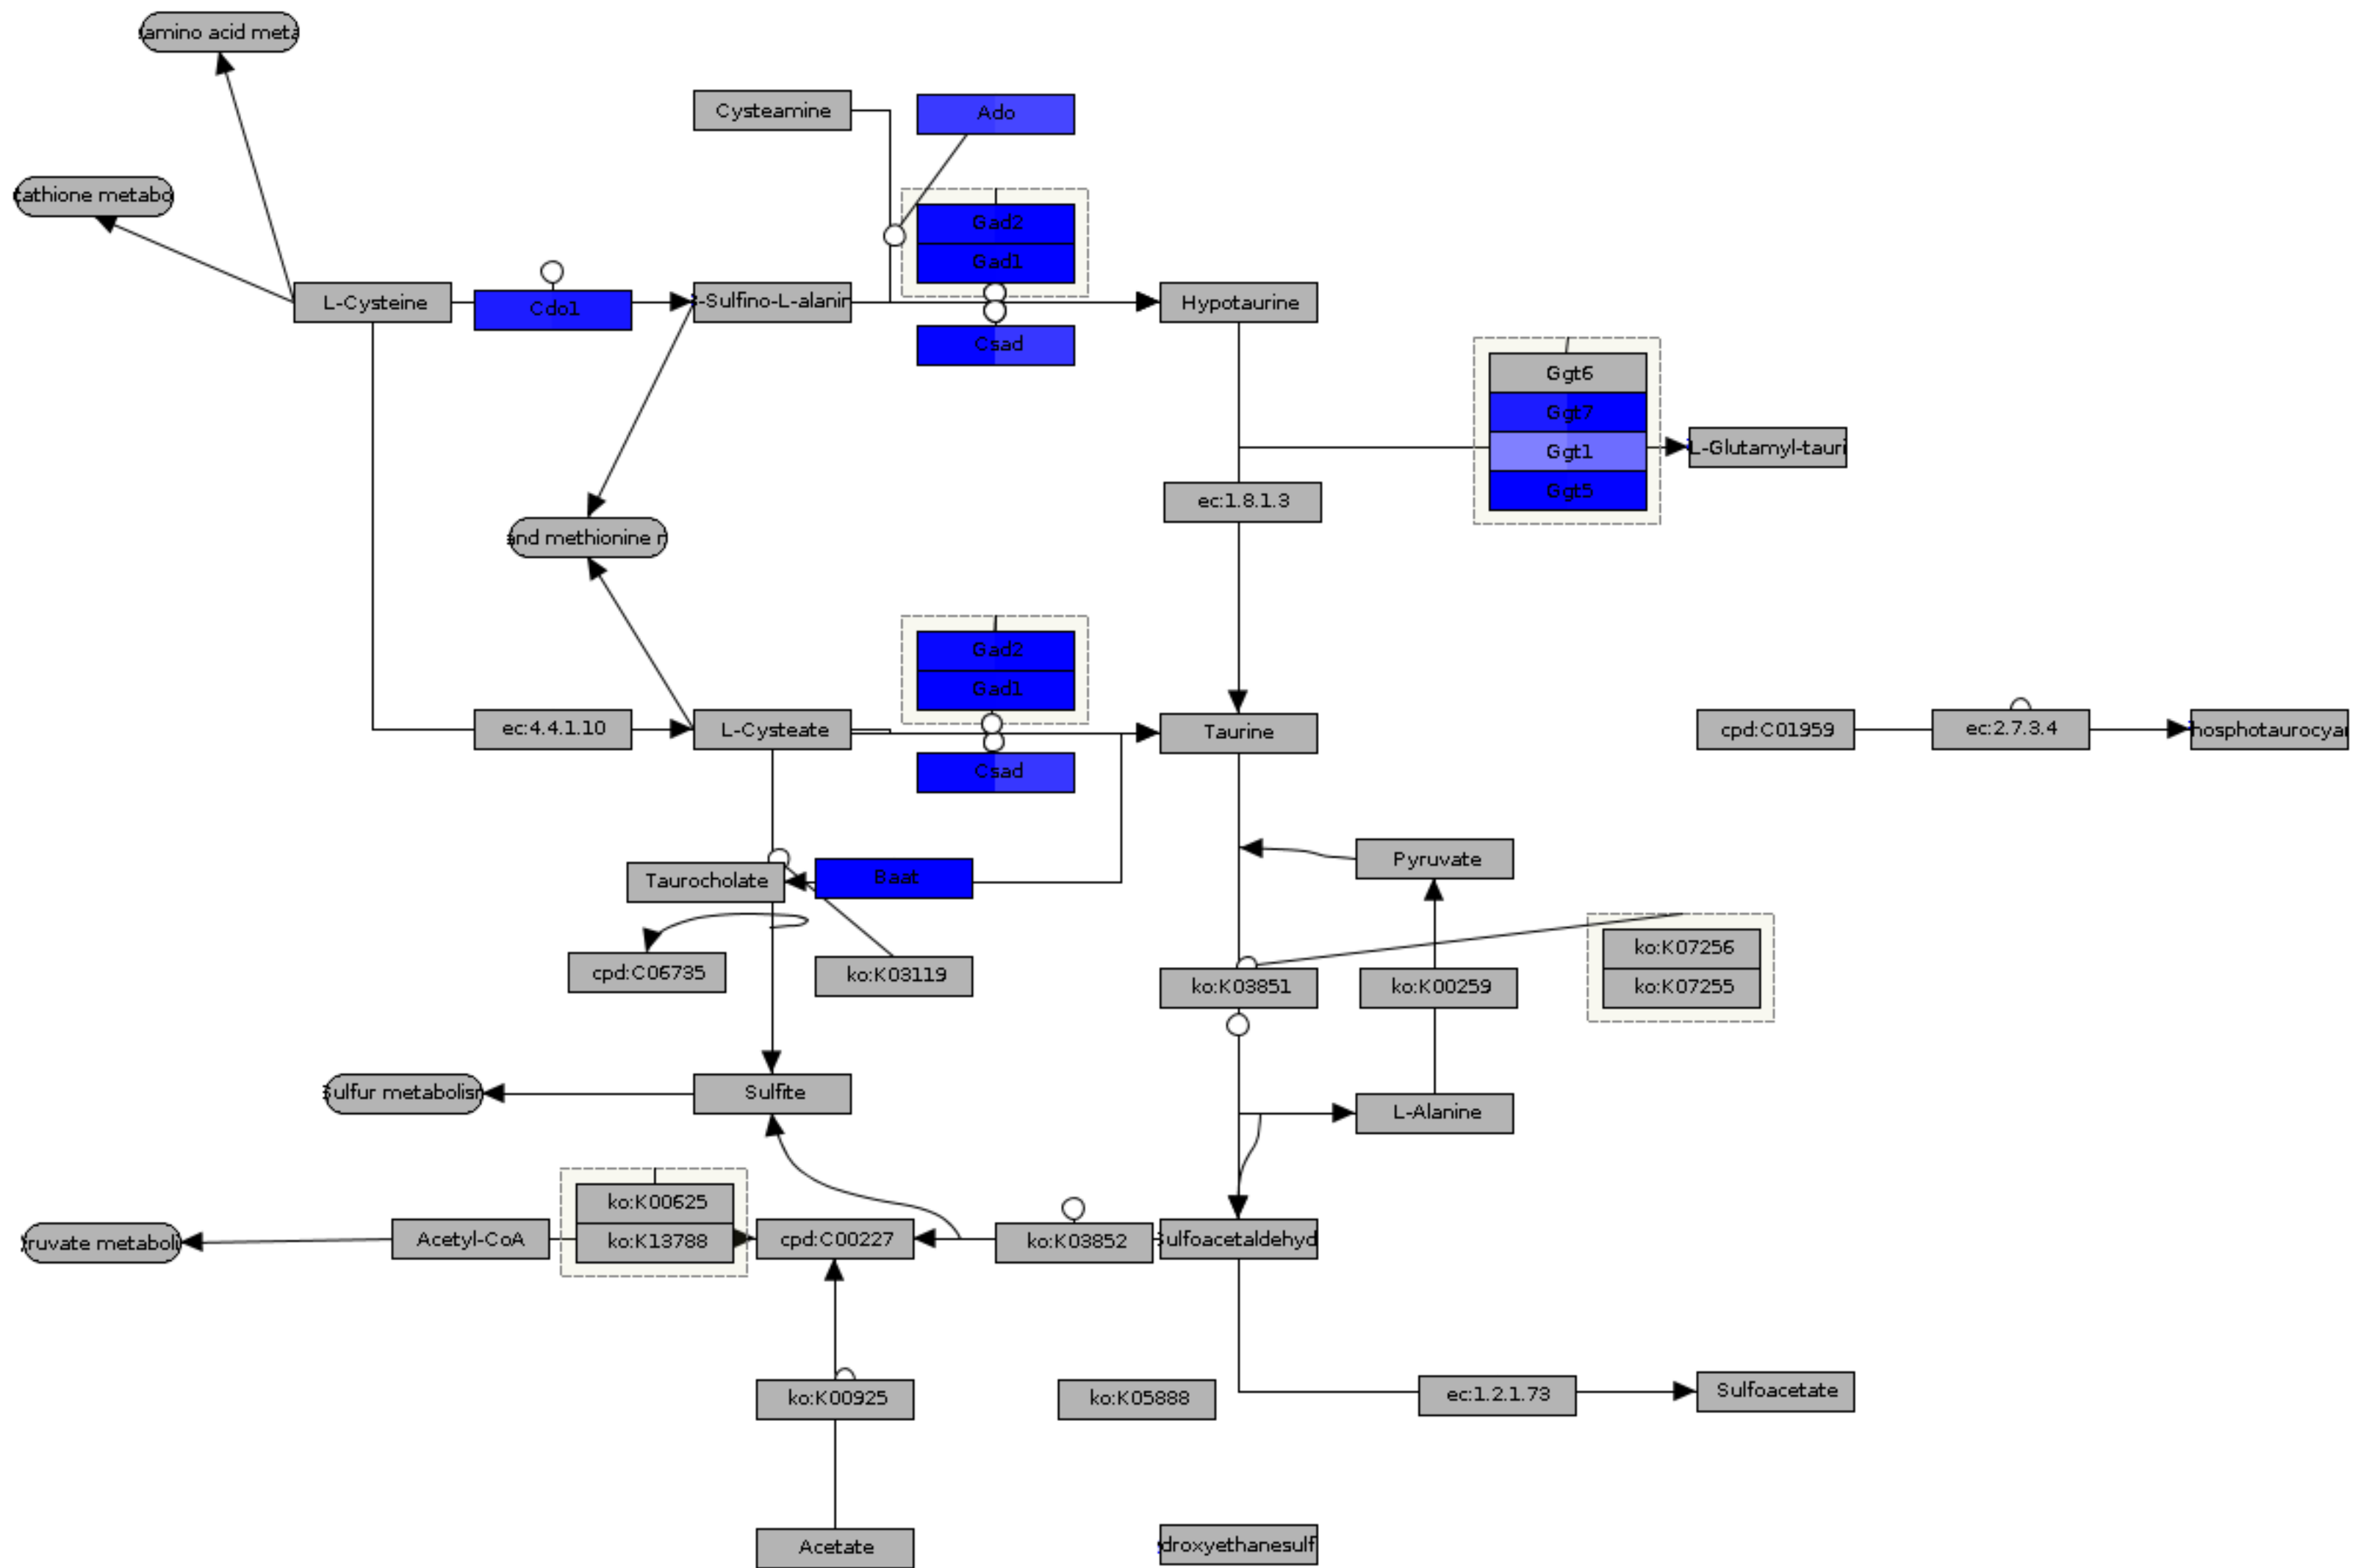 amino acid meta
Cysteamine
Ado
tathione metabo
Gad2
Gad1
L-Cysteine
Cdo1
-Sulfino-L-alanin
Hypotaurine
Csad
Ggt6
Ggt7
Ggt1
Ggt5
L-Glutamyl-tauri
ec:1.8.1.3
and methionine m
Gad2
Gad1
ec:4.4.1.10
L-Cysteate
Taurine
cpd:C01959
ec:2.7.3.4
hosphotaurocyar
Csad
Pyruvate
Taurocholate
Baat
cpd:C06735
ko:K03119
ko:K03851
ko:K00259
ko:K07256
ko:K07255
Sulfur metabolisr
Sulfite
L-Alanine
ko:K00625
ko:K13788
ruvate metaboli
Acetyl-CoA
cpd:C00227
ko:K03852
ulfoacetaldehyd
ko:K00925
ko:K05888
ec:1.2.1.73
Sulfoacetate
Acetate
droxyethanesulf